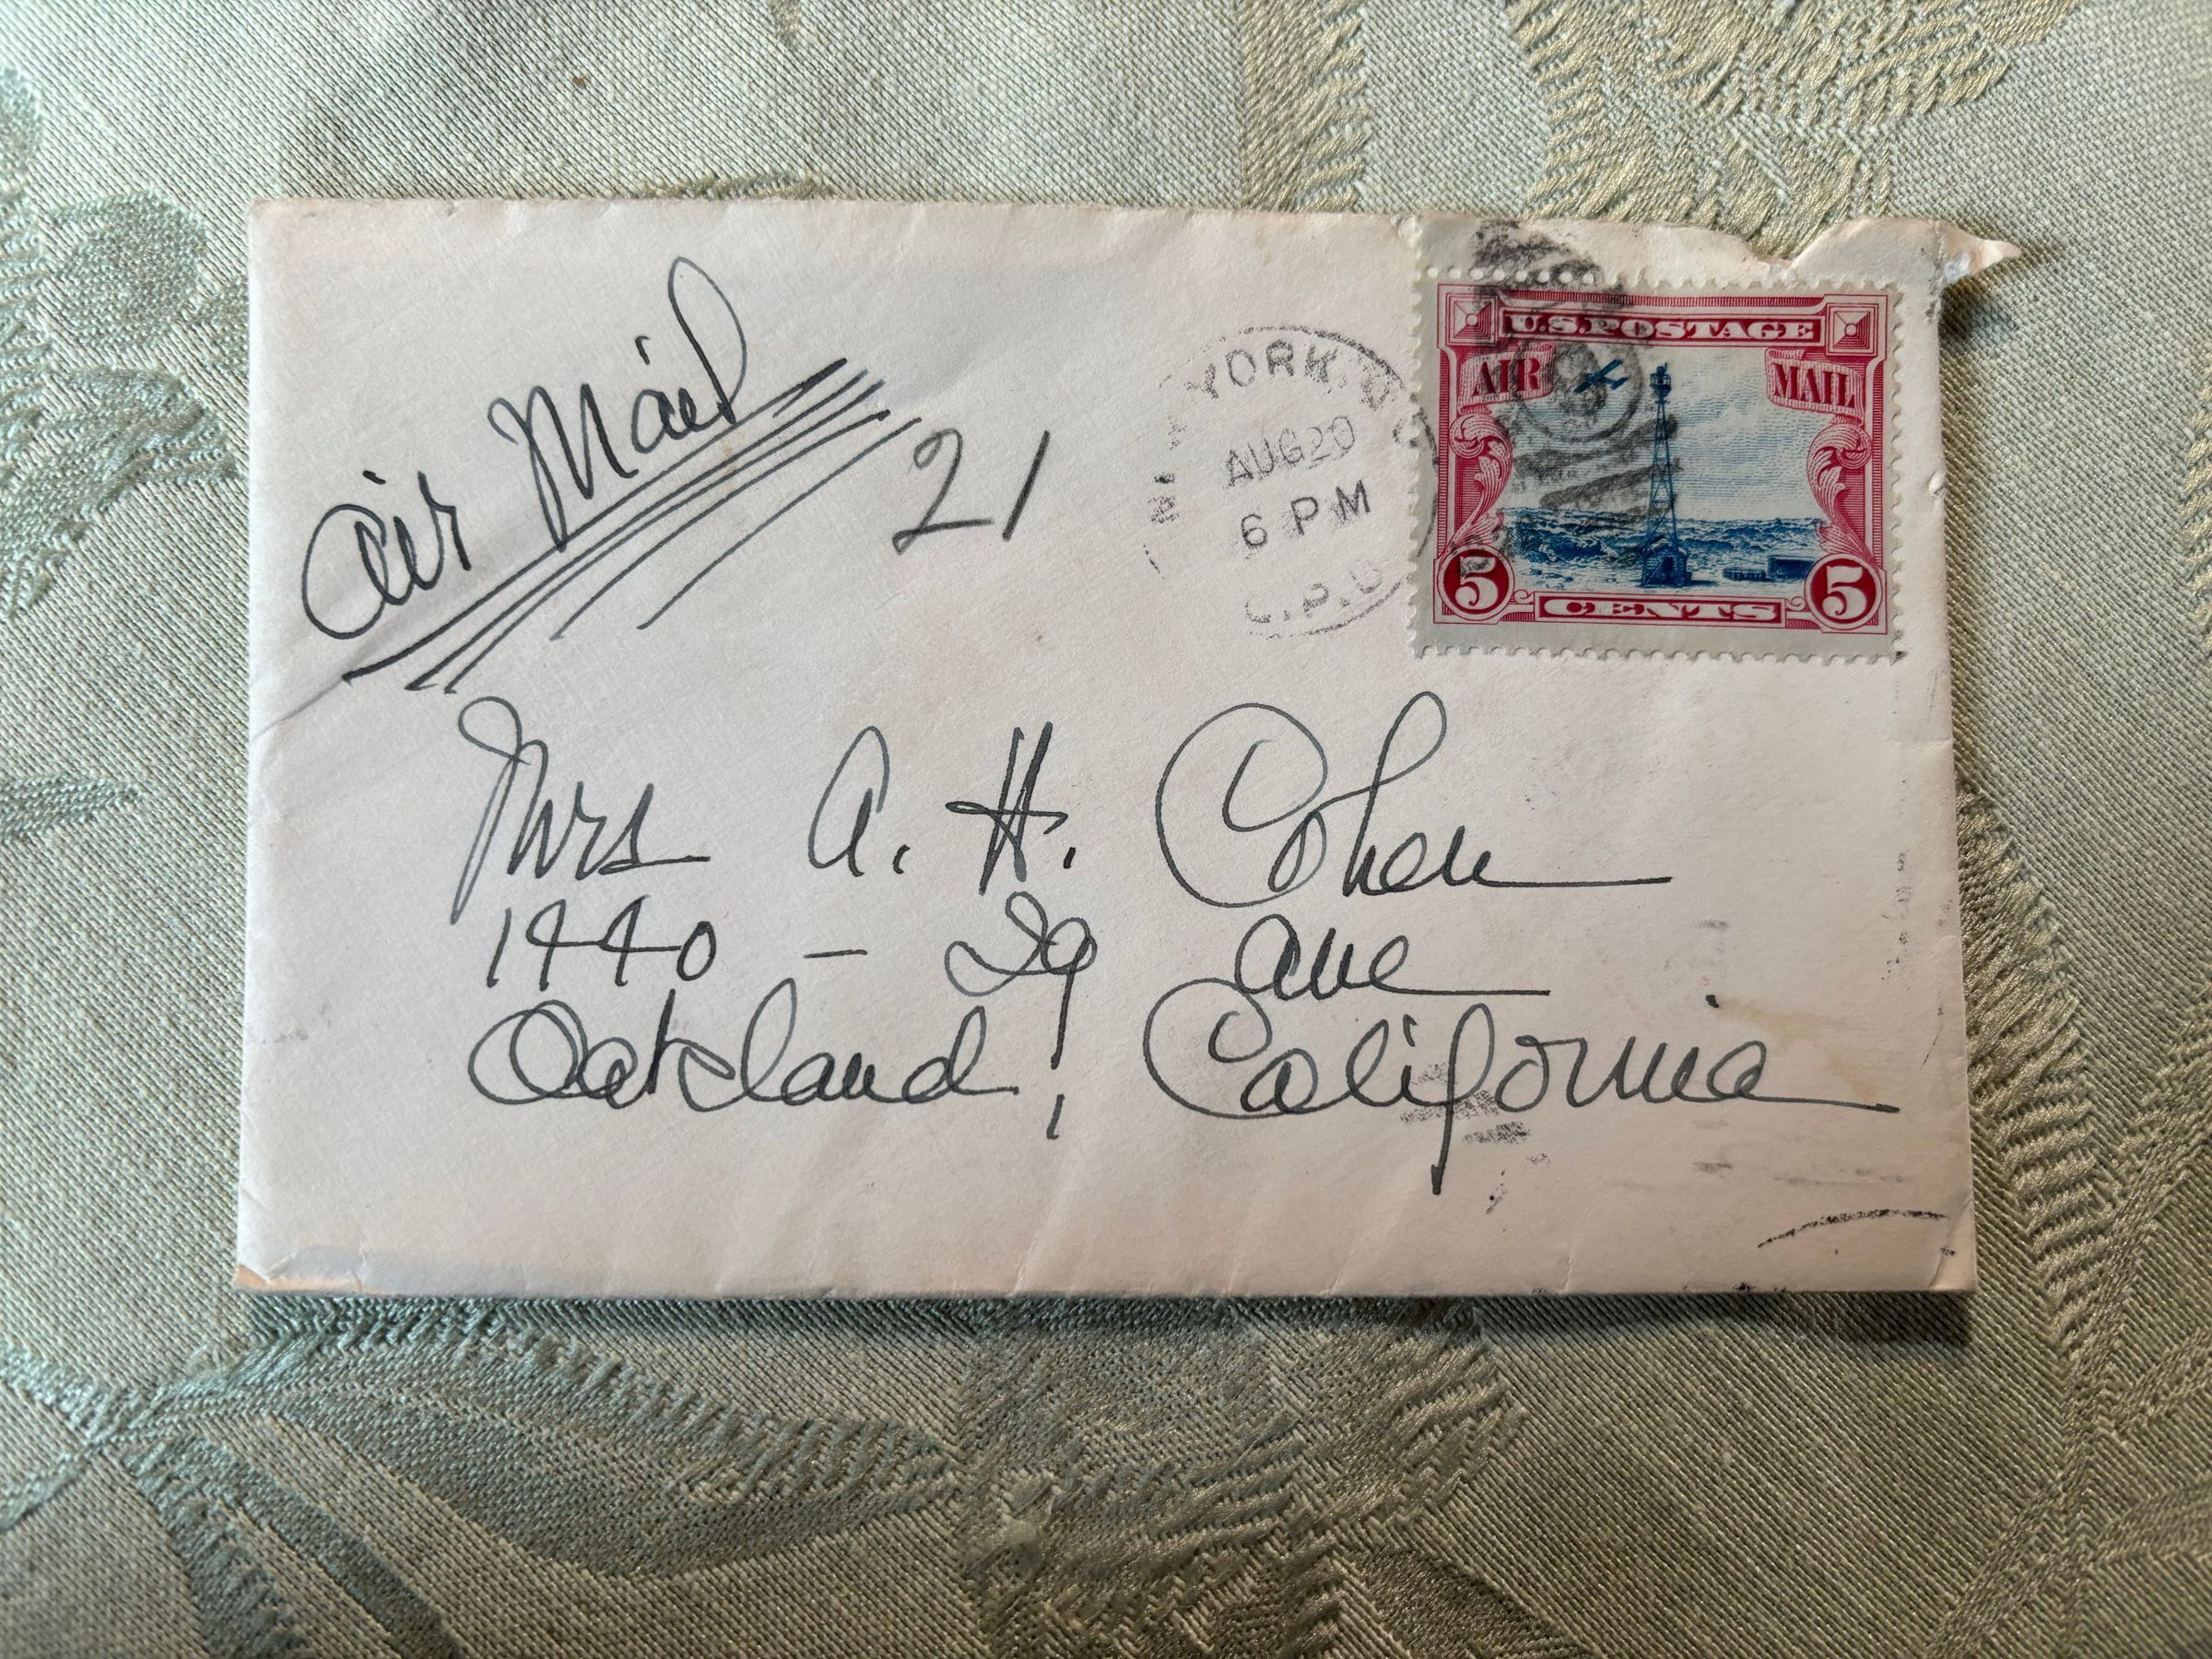 Air Mail
21
YORK, N.
AUG 20
6 PM
U.S. POSTAGE
AIR MAIL
5 CENTS 5
Mrs A. H. Cohen
1440 - 29 Ave
Oakland, California